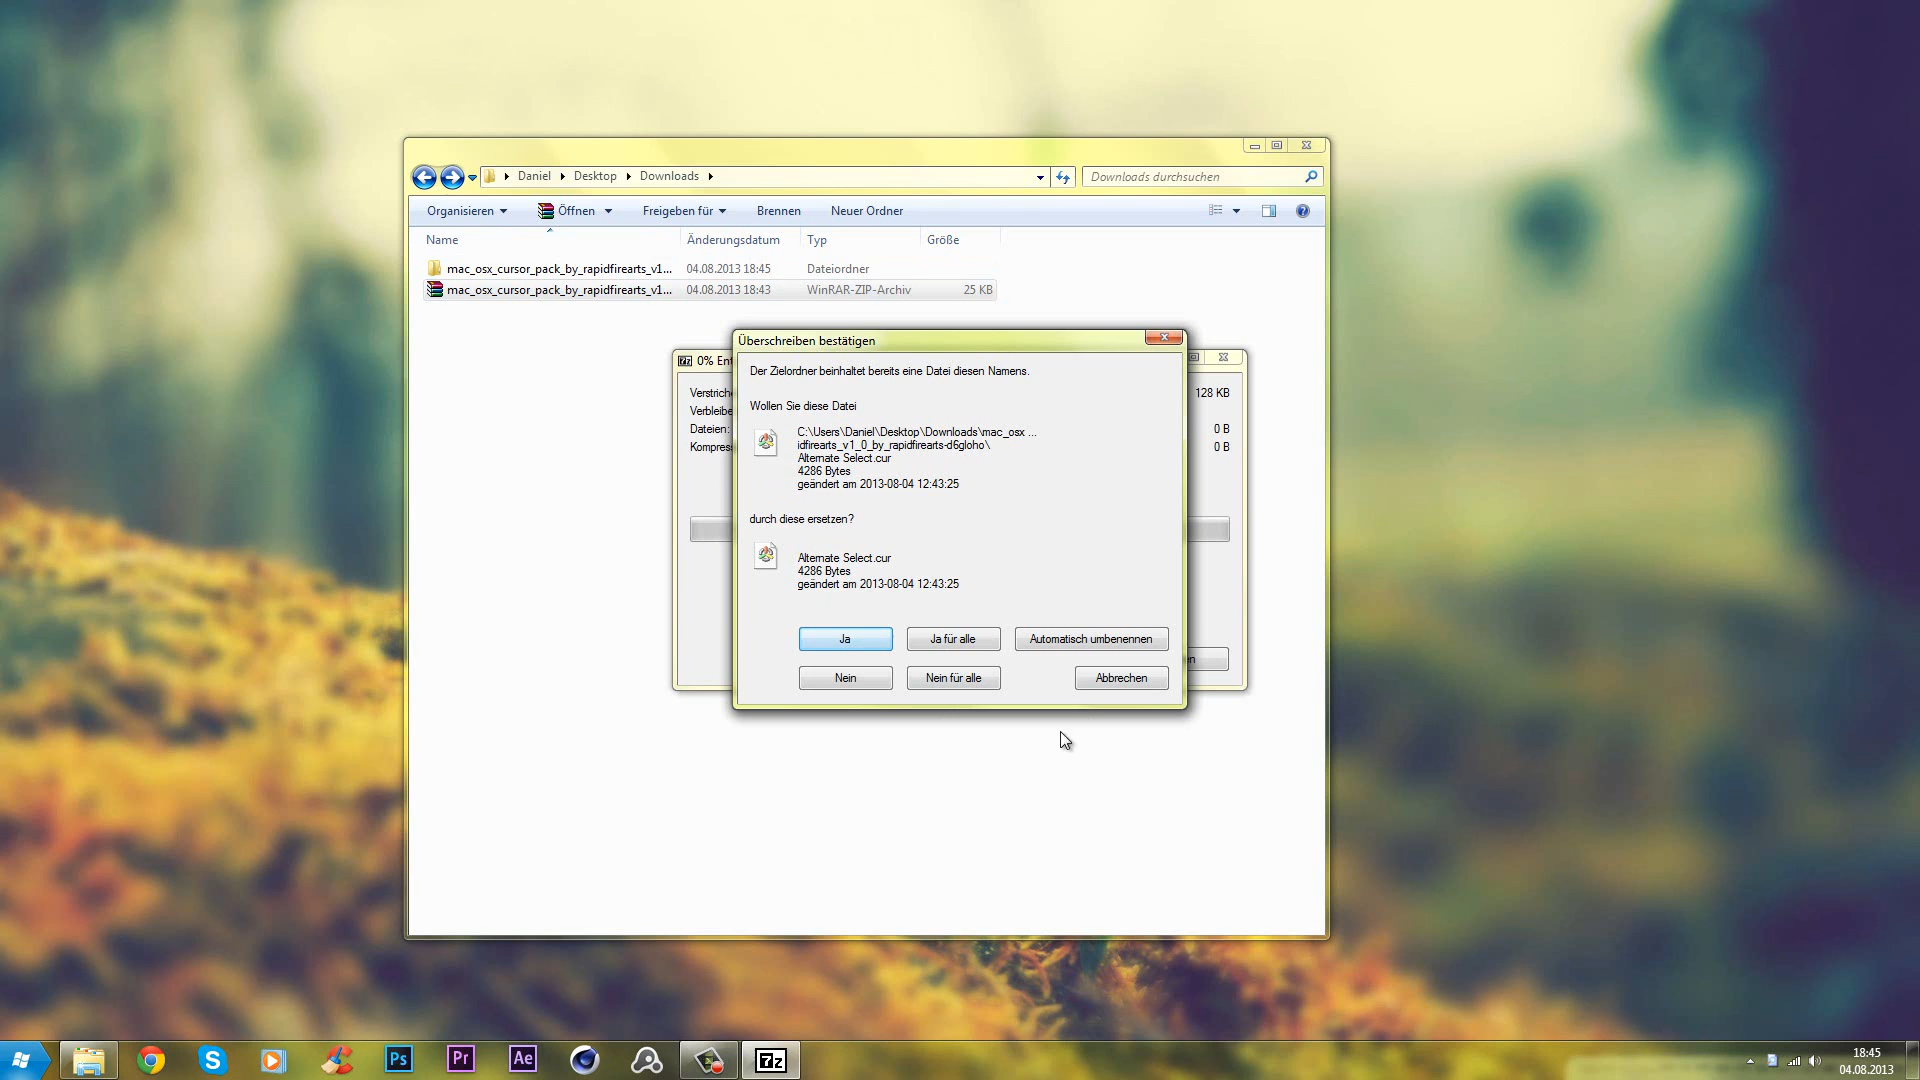 Daniel Desktop Downloads
Downloads durchsuchen
Organisieren Öffnen Freigeben für Brennen Neuer Ordner
Name Änderungsdatum Typ Größe
mac_osx_cursor_pack_by_rapidfirearts_v1... 04.08.2013 18:45 Dateiordner
mac_osx_cursor_pack_by_rapidfirearts_v1... 04.08.2013 18:43 WinRAR-ZIP-Archiv 25 KB
7z 0% Ent
Verstriche 128 KB
Verbleibe
Dateien: 0 B
Kompres 0 B
en
Überschreiben bestätigen
Der Zielordner beinhaltet bereits eine Datei diesen Namens.
Wollen Sie diese Datei
C:\Users\Daniel\Desktop\Downloads\mac_osx ...
idfirearts_v1_0_by_rapidfirearts-d6gloho\
Alternate Select.cur
4286 Bytes
geändert am 2013-08-04 12:43:25
durch diese ersetzen?
Alternate Select.cur
4286 Bytes
geändert am 2013-08-04 12:43:25
Ja Ja für alle Automatisch umbenennen
Nein Nein für alle Abbrechen
Ps Pr Ae 7z
18:45
04.08.2013